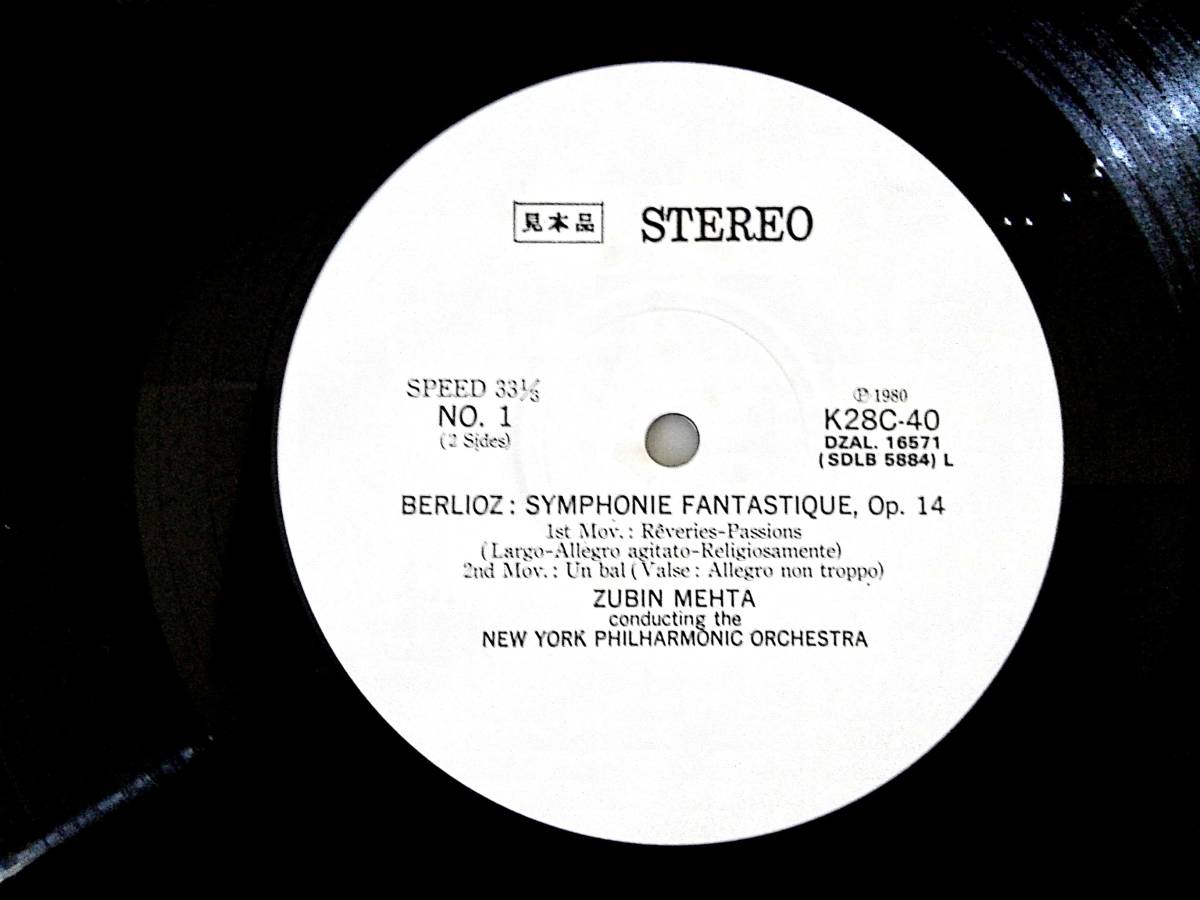 見本品 STEREO
SPEED 33⅓
NO. 1
(2 Sides)
℗ 1980
K28C-40
DZAL. 16571
(SDLB 5884) L
BERLIOZ : SYMPHONIE FANTASTIQUE, Op. 14
1st Mov. : Rêveries-Passions
(Largo-Allegro agitato-Religiosamente)
2nd Mov. : Un bal (Valse : Allegro non troppo)
ZUBIN MEHTA
conducting the
NEW YORK PHILHARMONIC ORCHESTRA